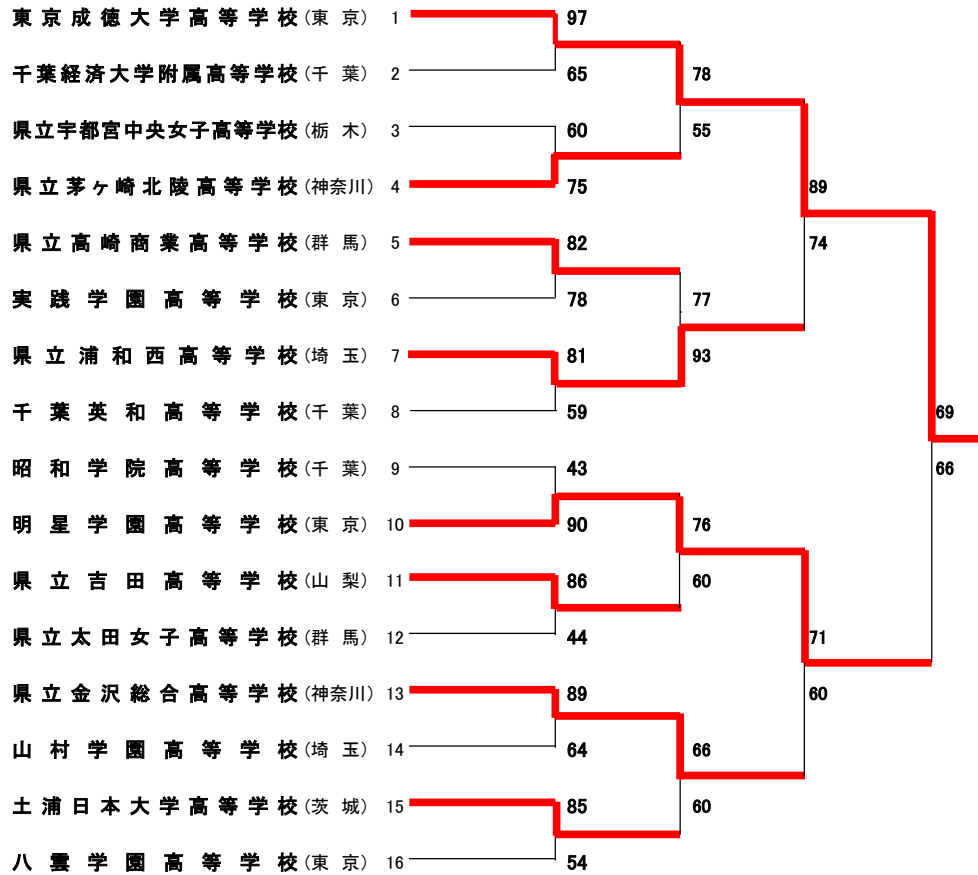 東京成徳大学高等学校(東 京) 1 97
千葉経済大学附属高等学校(千 葉) 2 65 78
県立宇都宮中央女子高等学校(栃 木) 3 60 55
県立茅ヶ崎北陵高等学校(神奈川) 4 75 89
県立高崎商業高等学校(群 馬) 5 82 74
実践学園高等学校(東 京) 6 78 77
県立浦和西高等学校(埼 玉) 7 81 93
千葉英和高等学校(千 葉) 8 59 69
昭和学院高等学校(千 葉) 9 43 66
明星学園高等学校(東 京) 10 90 76
県立吉田高等学校(山 梨) 11 86 60
県立太田女子高等学校(群 馬) 12 44 71
県立金沢総合高等学校(神奈川) 13 89 60
山村学園高等学校(埼 玉) 14 64 66
土浦日本大学高等学校(茨 城) 15 85 60
八雲学園高等学校(東 京) 16 54